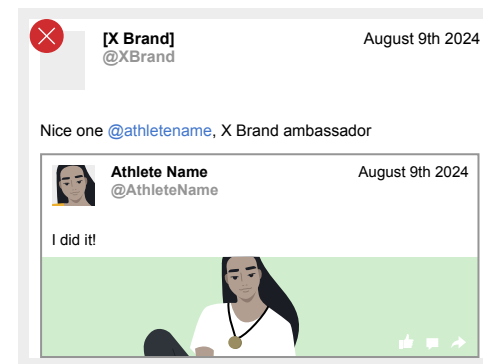 [X Brand] August 9th 2024
@XBrand
Nice one @athletename, X Brand ambassador
Athlete Name August 9th 2024
@AthleteName
I did it!